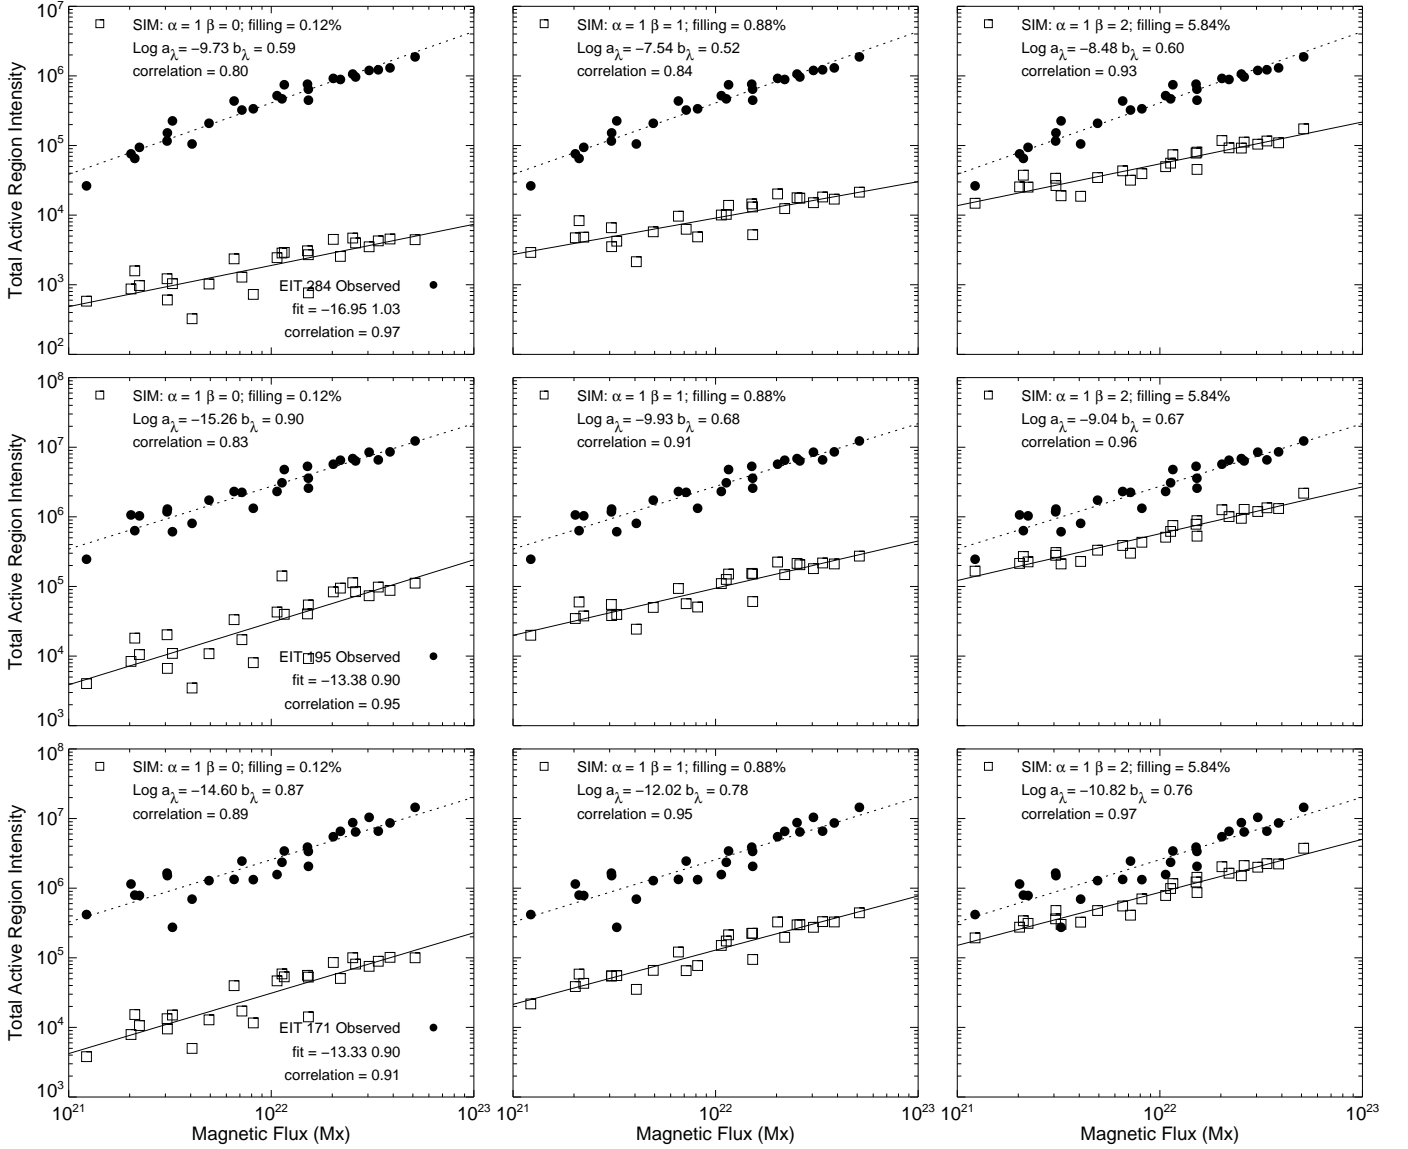 10⁷
10⁶
10⁵
10⁴
10³
10²
Total Active Region Intensity
SIM: α = 1 β = 0; filling = 0.12%
Log aλ= −9.73 bλ = 0.59
correlation = 0.80
EIT 284 Observed
fit = −16.95 1.03
correlation = 0.97
SIM: α = 1 β = 1; filling = 0.88%
Log aλ= −7.54 bλ = 0.52
correlation = 0.84
SIM: α = 1 β = 2; filling = 5.84%
Log aλ= −8.48 bλ = 0.60
correlation = 0.93
10⁸
10⁷
10⁶
10⁵
10⁴
10³
Total Active Region Intensity
SIM: α = 1 β = 0; filling = 0.12%
Log aλ= −15.26 bλ = 0.90
correlation = 0.83
EIT 195 Observed
fit = −13.38 0.90
correlation = 0.95
SIM: α = 1 β = 1; filling = 0.88%
Log aλ= −9.93 bλ = 0.68
correlation = 0.91
SIM: α = 1 β = 2; filling = 5.84%
Log aλ= −9.04 bλ = 0.67
correlation = 0.96
10⁸
10⁷
10⁶
10⁵
10⁴
10³
Total Active Region Intensity
SIM: α = 1 β = 0; filling = 0.12%
Log aλ= −14.60 bλ = 0.87
correlation = 0.89
EIT 171 Observed
fit = −13.33 0.90
correlation = 0.91
SIM: α = 1 β = 1; filling = 0.88%
Log aλ= −12.02 bλ = 0.78
correlation = 0.95
SIM: α = 1 β = 2; filling = 5.84%
Log aλ= −10.82 bλ = 0.76
correlation = 0.97
10²¹ 10²² 10²³ 10²¹ 10²² 10²³ 10²¹ 10²² 10²³
Magnetic Flux (Mx) Magnetic Flux (Mx) Magnetic Flux (Mx)